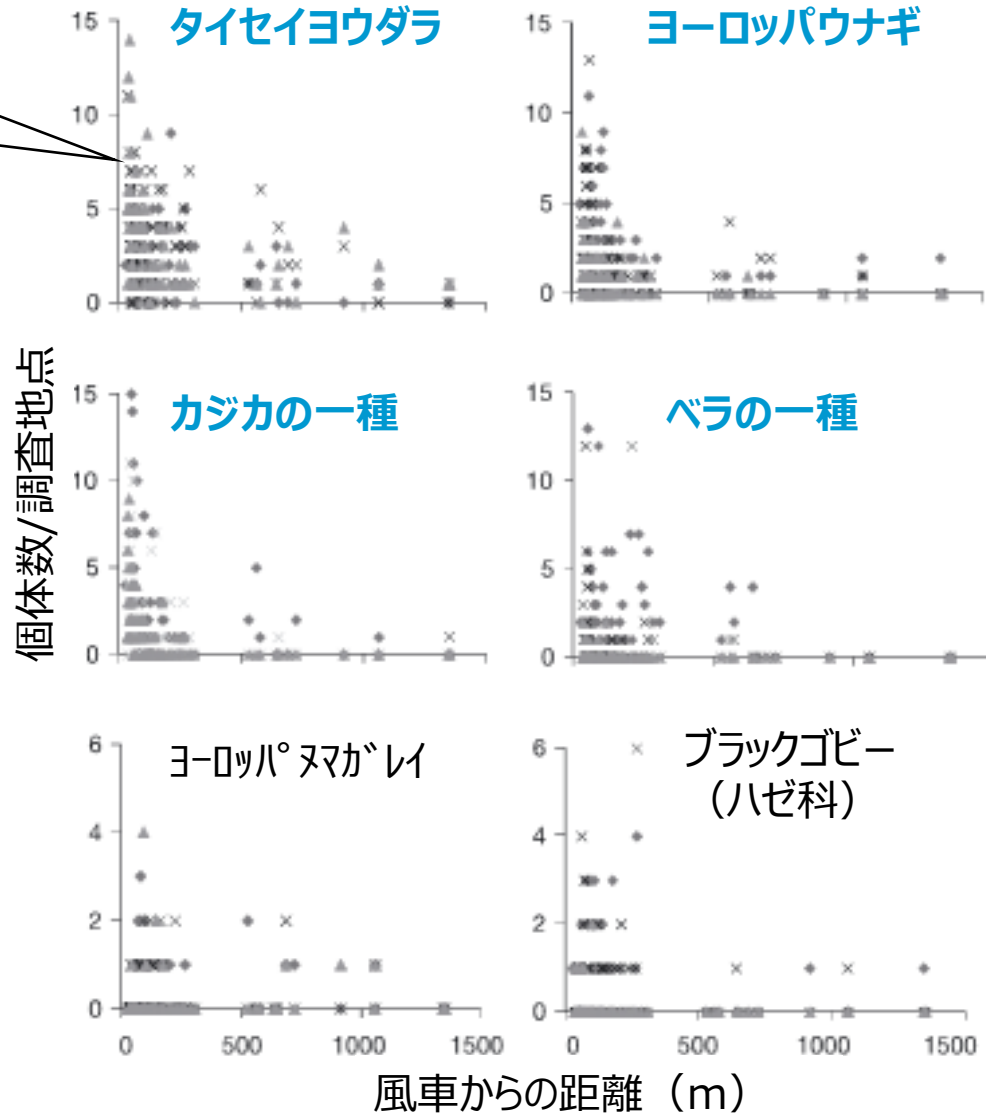 タイセイヨウダラ
15
10
5
0
ヨーロッパウナギ
15
10
5
0
個体数/調査地点
カジカの一種
15
10
5
0
ベラの一種
15
10
5
0
ﾖｰﾛｯﾊﾟﾇﾏｶﾞﾚｲ
6
4
2
0
0 500 1000 1500
ブラックゴビー
（ハゼ科）
6
4
2
0
0 500 1000 1500
風車からの距離（m）